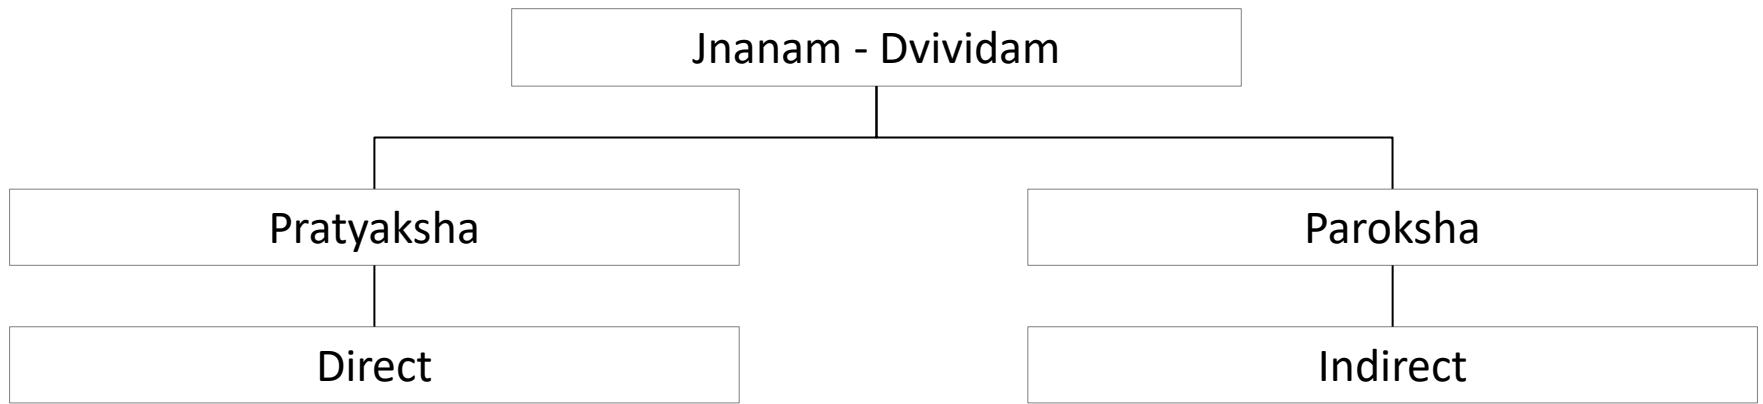 Jnanam - Dvividam
Pratyaksha
Paroksha
Direct
Indirect